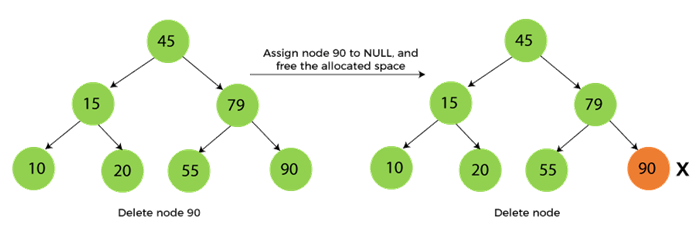 45
15
79
10
20
55
90
Delete node 90
Assign node 90 to NULL, and
free the allocated space
45
15
79
10
20
55
90
X
Delete node